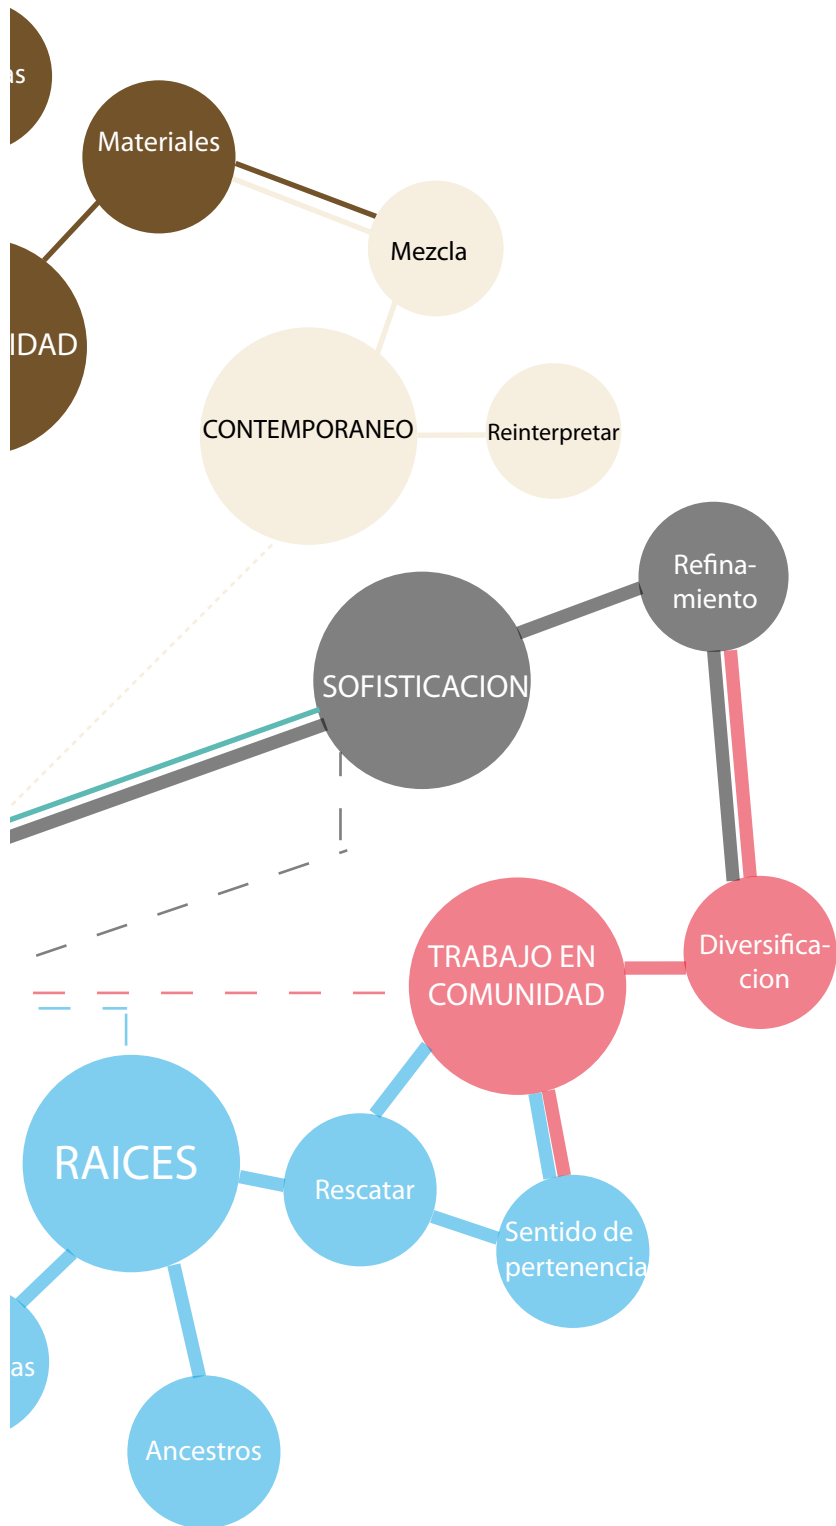 as
Materiales
Mezcla
IDAD
CONTEMPORANEO
Reinterpretar
Refina-
miento
SOFISTICACION
TRABAJO EN
COMUNIDAD
Diversifica-
cion
RAICES
Rescatar
Sentido de
pertenencia
as
Ancestros